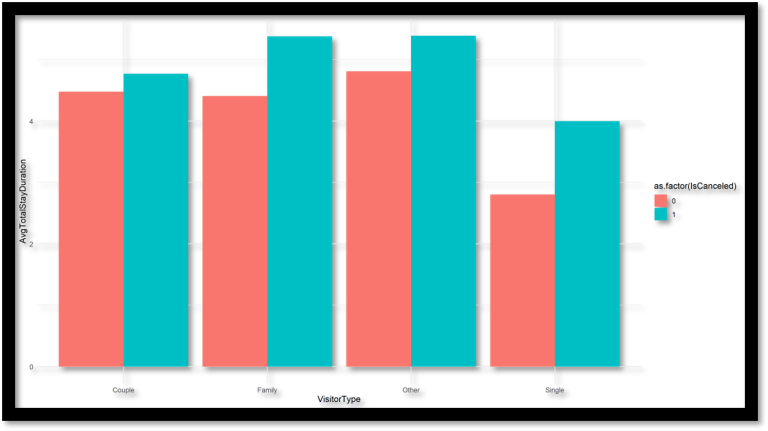 AvgTotalStayDuration
4
2
0
Couple
Family
Other
Single
VisitorType
as.factor(IsCanceled)
0
1